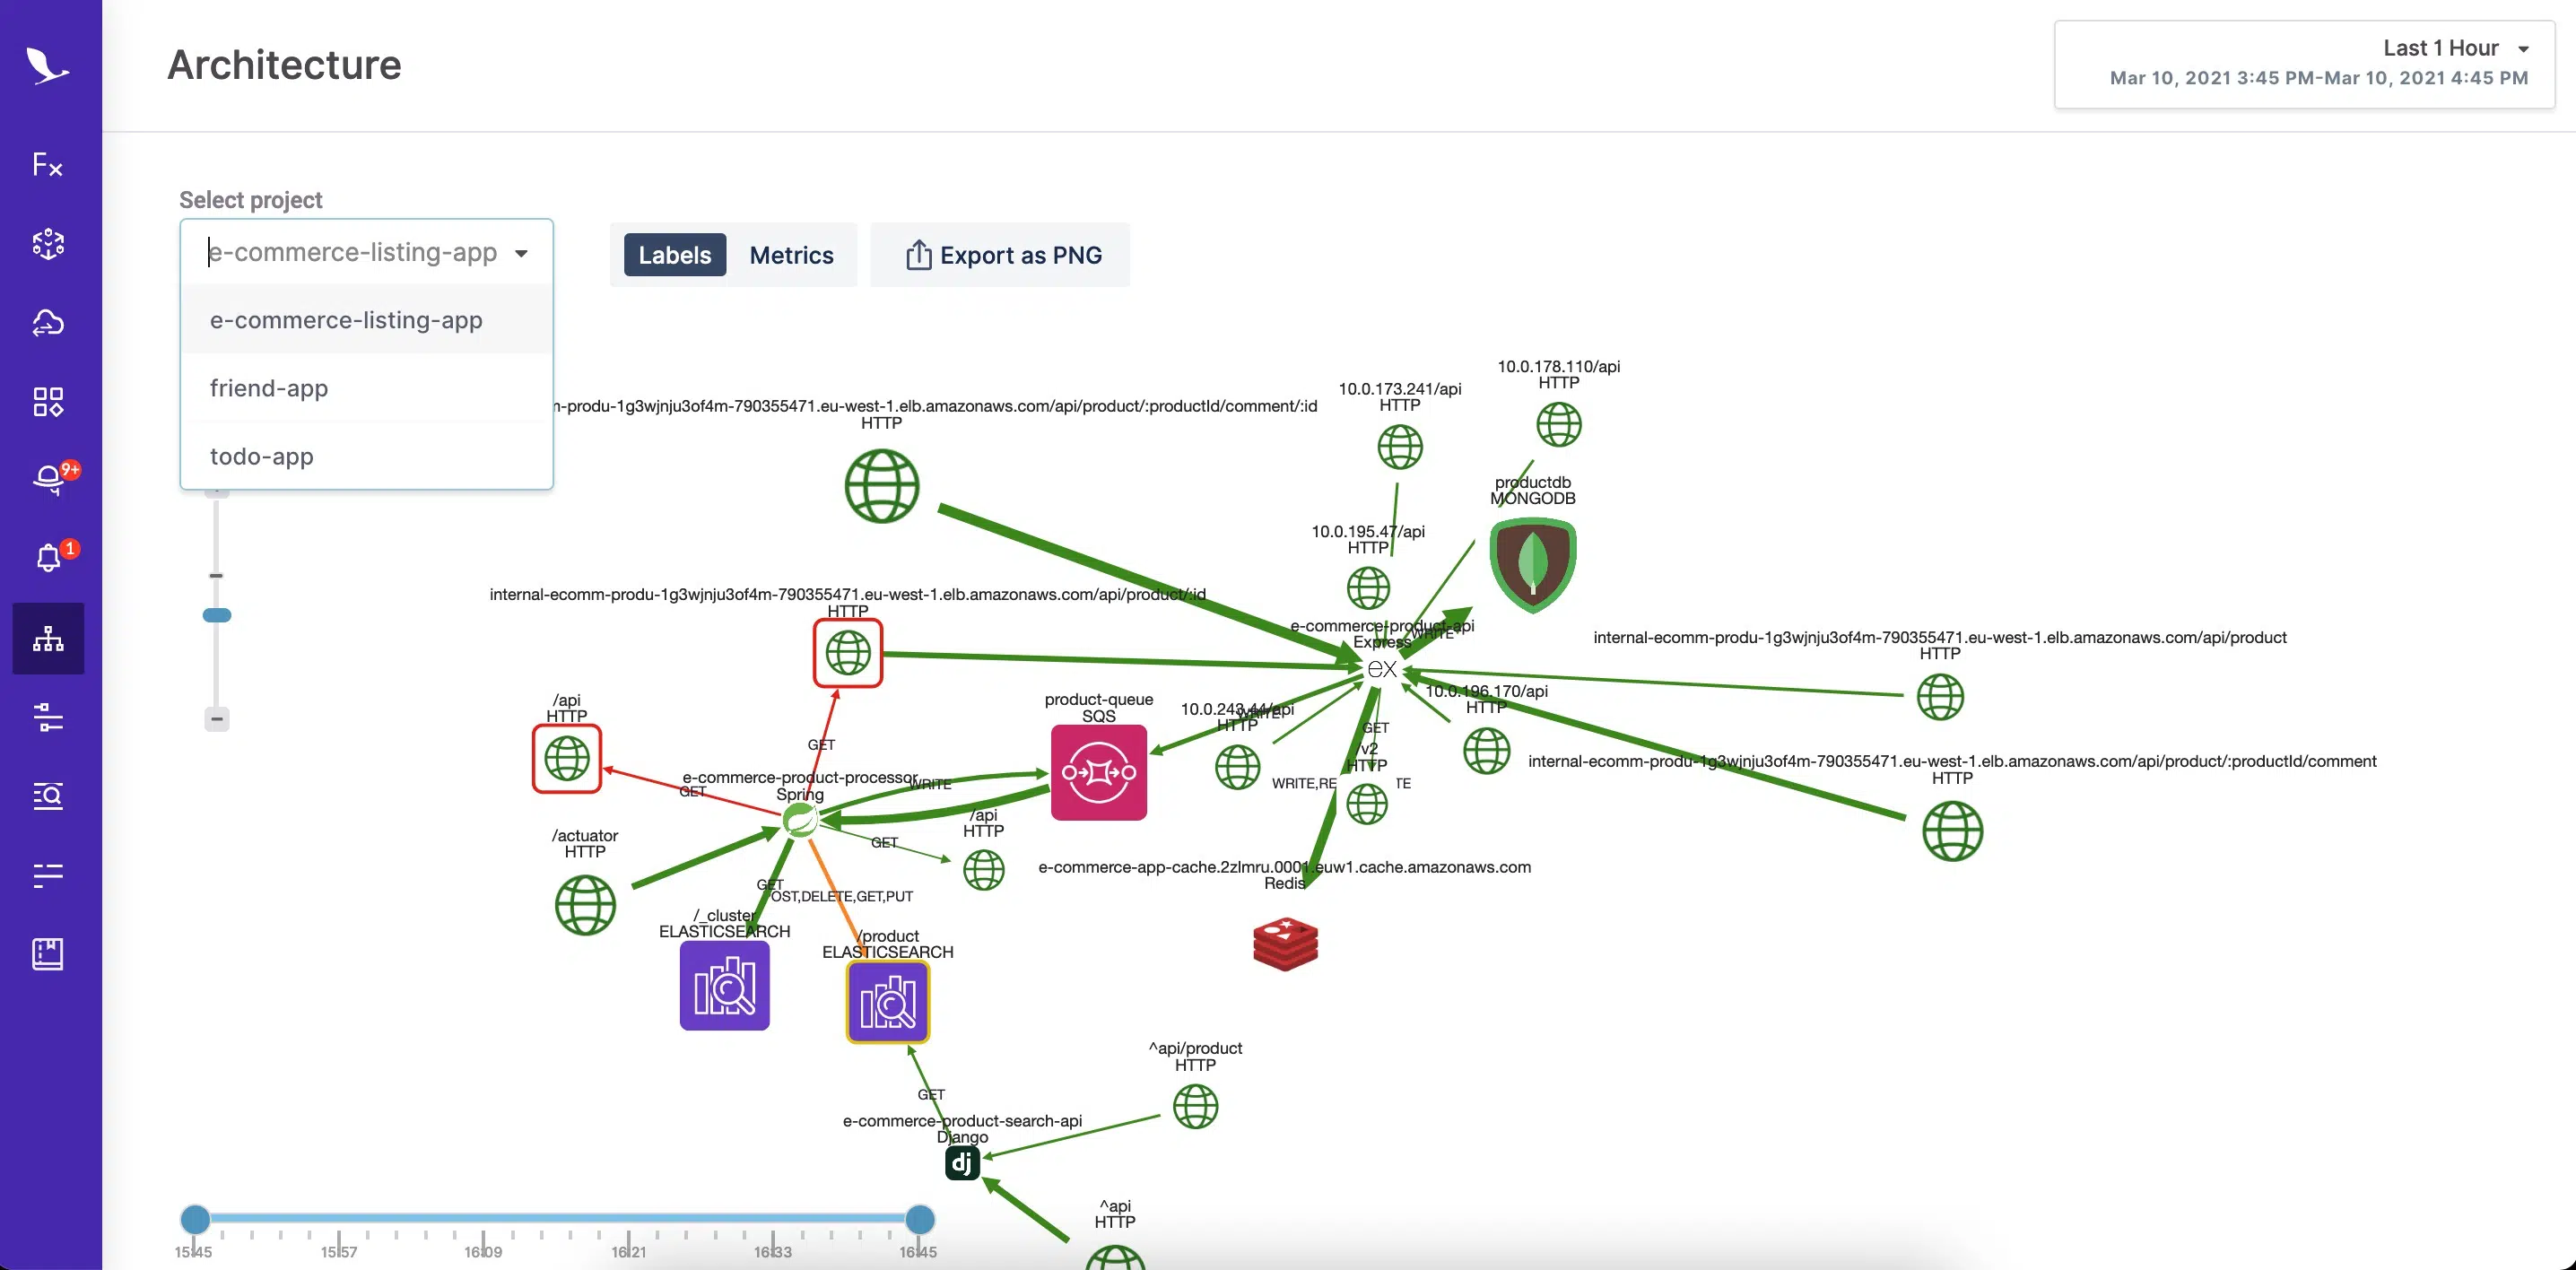 Architecture
Last 1 Hour
Mar 10, 2021 3:45 PM-Mar 10, 2021 4:45 PM
Fx
9+
1
Select project
e-commerce-listing-app
e-commerce-listing-app
friend-app
todo-app
Labels
Metrics
Export as PNG
10.0.178.110/api
HTTP
10.0.173.241/api
HTTP
-produ-1g3wjnju3of4m-790355471.eu-west-1.elb.amazonaws.com/api/product/:productId/comment/:id
HTTP
productdb
MONGODB
10.0.195.47/api
HTTP
internal-ecomm-produ-1g3wjnju3of4m-790355471.eu-west-1.elb.amazonaws.com/api/product/:id
HTTP
e-commerce-product-api
Express
WRITE
ex
internal-ecomm-produ-1g3wjnju3of4m-790355471.eu-west-1.elb.amazonaws.com/api/product
HTTP
/api
HTTP
product-queue
SQS
10.0.243.44/api
HTTP
WRITE
10.0.196.170/api
HTTP
GET
GET
/v2
HTTP
internal-ecomm-produ-1g3wjnju3of4m-790355471.eu-west-1.elb.amazonaws.com/api/product/:productId/comment
HTTP
e-commerce-product-processor
Spring
GET
WRITE
WRITE,RE
TE
/api
HTTP
GET
/actuator
HTTP
e-commerce-app-cache.2zlmru.0001.euw1.cache.amazonaws.com
Redis
GET
OST,DELETE,GET,PUT
/_cluster
ELASTICSEARCH
/product
ELASTICSEARCH
^api/product
HTTP
GET
e-commerce-product-search-api
Django
dj
^api
HTTP
15:45
15:57
16:09
16:21
16:33
16:45